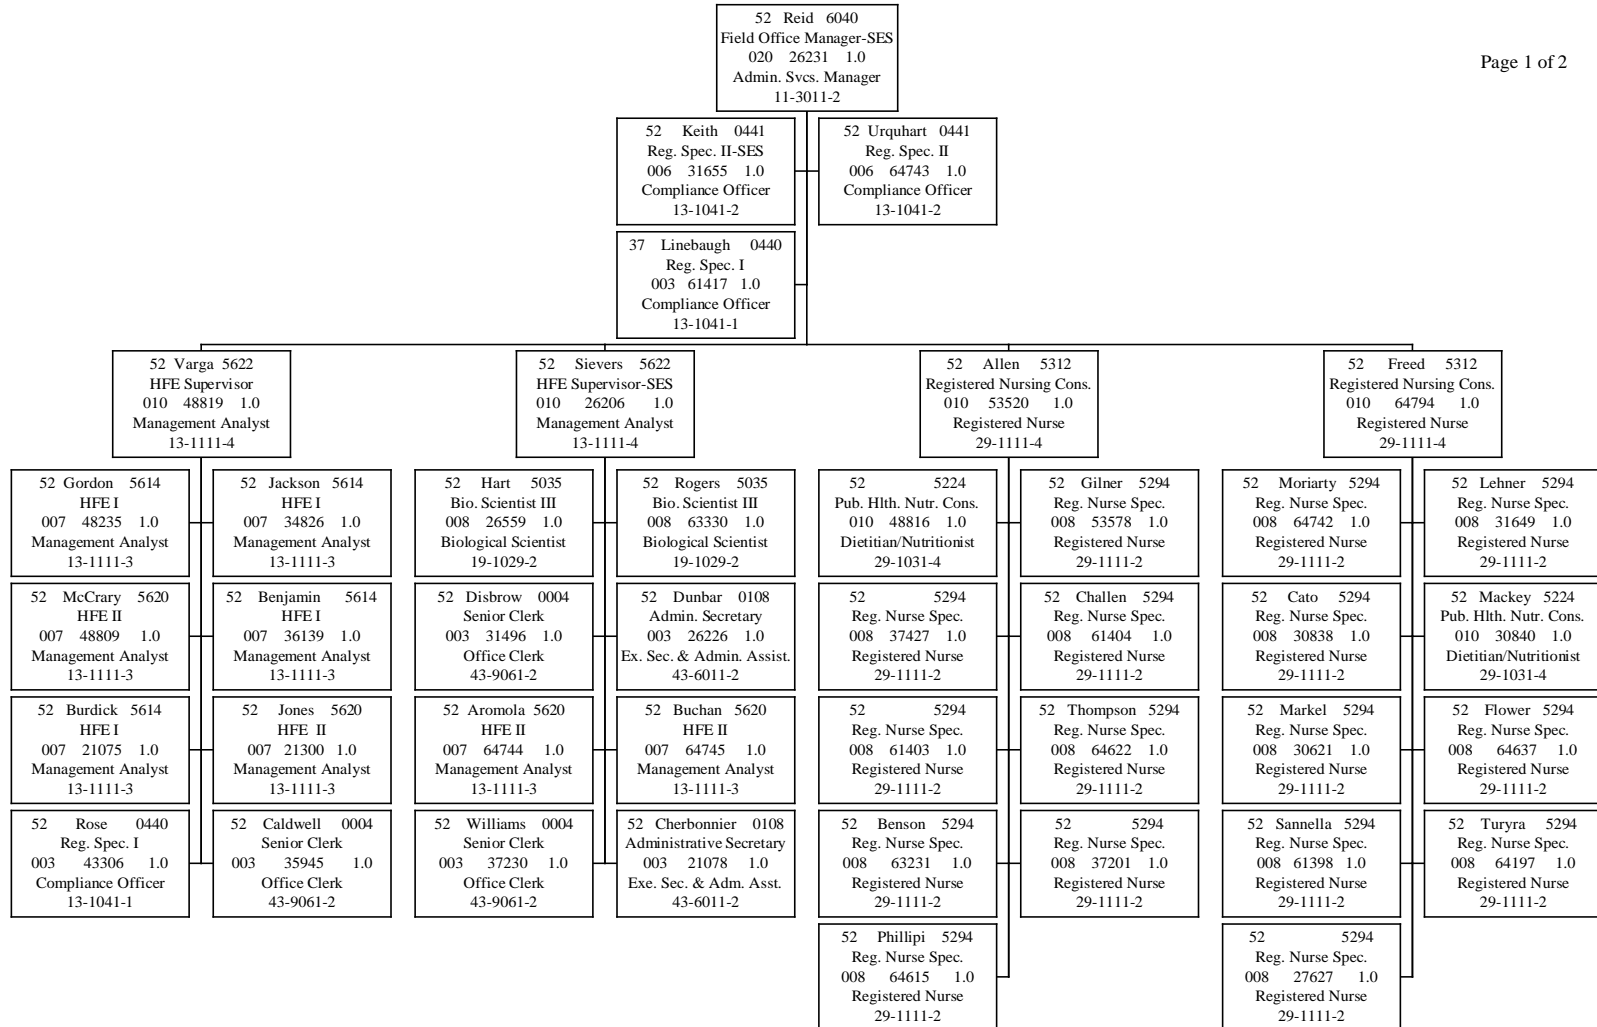 52 Reid 6040
Field Office Manager-SES
020 26231 1.0
Admin. Svcs. Manager
11-3011-2
Page 1 of 2
52 Keith 0441
Reg. Spec. II-SES
006 31655 1.0
Compliance Officer
13-1041-2
52 Urquhart 0441
Reg. Spec. II
006 64743 1.0
Compliance Officer
13-1041-2
37 Linebaugh 0440
Reg. Spec. I
003 61417 1.0
Compliance Officer
13-1041-1
52 Varga 5622
HFE Supervisor
010 48819 1.0
Management Analyst
13-1111-4
52 Sievers 5622
HFE Supervisor-SES
010 26206 1.0
Management Analyst
13-1111-4
52 Allen 5312
Registered Nursing Cons.
010 53520 1.0
Registered Nurse
29-1111-4
52 Freed 5312
Registered Nursing Cons.
010 64794 1.0
Registered Nurse
29-1111-4
52 Gordon 5614
HFE I
007 48235 1.0
Management Analyst
13-1111-3
52 Jackson 5614
HFE I
007 34826 1.0
Management Analyst
13-1111-3
52 Hart 5035
Bio. Scientist III
008 26559 1.0
Biological Scientist
19-1029-2
52 Rogers 5035
Bio. Scientist III
008 63330 1.0
Biological Scientist
19-1029-2
52 5224
Pub. Hlth. Nutr. Cons.
010 48816 1.0
Dietitian/Nutritionist
29-1031-4
52 Gilner 5294
Reg. Nurse Spec.
008 53578 1.0
Registered Nurse
29-1111-2
52 Moriarty 5294
Reg. Nurse Spec.
008 64742 1.0
Registered Nurse
29-1111-2
52 Lehner 5294
Reg. Nurse Spec.
008 31649 1.0
Registered Nurse
29-1111-2
52 McCrary 5620
HFE II
007 48809 1.0
Management Analyst
13-1111-3
52 Benjamin 5614
HFE I
007 36139 1.0
Management Analyst
13-1111-3
52 Disbrow 0004
Senior Clerk
003 31496 1.0
Office Clerk
43-9061-2
52 Dunbar 0108
Admin. Secretary
003 26226 1.0
Ex. Sec. & Admin. Assist.
43-6011-2
52 5294
Reg. Nurse Spec.
008 37427 1.0
Registered Nurse
29-1111-2
52 Challen 5294
Reg. Nurse Spec.
008 61404 1.0
Registered Nurse
29-1111-2
52 Cato 5294
Reg. Nurse Spec.
008 30838 1.0
Registered Nurse
29-1111-2
52 Mackey 5224
Pub. Hlth. Nutr. Cons.
010 30840 1.0
Dietitian/Nutritionist
29-1031-4
52 Burdick 5614
HFE I
007 21075 1.0
Management Analyst
13-1111-3
52 Jones 5620
HFE II
007 21300 1.0
Management Analyst
13-1111-3
52 Aromola 5620
HFE II
007 64744 1.0
Management Analyst
13-1111-3
52 Buchan 5620
HFE II
007 64745 1.0
Management Analyst
13-1111-3
52 5294
Reg. Nurse Spec.
008 61403 1.0
Registered Nurse
29-1111-2
52 Thompson 5294
Reg. Nurse Spec.
008 64622 1.0
Registered Nurse
29-1111-2
52 Markel 5294
Reg. Nurse Spec.
008 30621 1.0
Registered Nurse
29-1111-2
52 Flower 5294
Reg. Nurse Spec.
008 64637 1.0
Registered Nurse
29-1111-2
52 Rose 0440
Reg. Spec. I
003 43306 1.0
Compliance Officer
13-1041-1
52 Caldwell 0004
Senior Clerk
003 35945 1.0
Office Clerk
43-9061-2
52 Williams 0004
Senior Clerk
003 37230 1.0
Office Clerk
43-9061-2
52 Cherbonnier 0108
Administrative Secretary
003 21078 1.0
Exe. Sec. & Adm. Asst.
43-6011-2
52 Benson 5294
Reg. Nurse Spec.
008 63231 1.0
Registered Nurse
29-1111-2
52 5294
Reg. Nurse Spec.
008 37201 1.0
Registered Nurse
29-1111-2
52 Sannella 5294
Reg. Nurse Spec.
008 61398 1.0
Registered Nurse
29-1111-2
52 Turyra 5294
Reg. Nurse Spec.
008 64197 1.0
Registered Nurse
29-1111-2
52 Phillipi 5294
Reg. Nurse Spec.
008 64615 1.0
Registered Nurse
29-1111-2
52 5294
Reg. Nurse Spec.
008 27627 1.0
Registered Nurse
29-1111-2